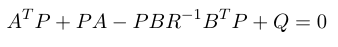 $A^T P + PA - PBR^{-1}B^T P + Q = 0$